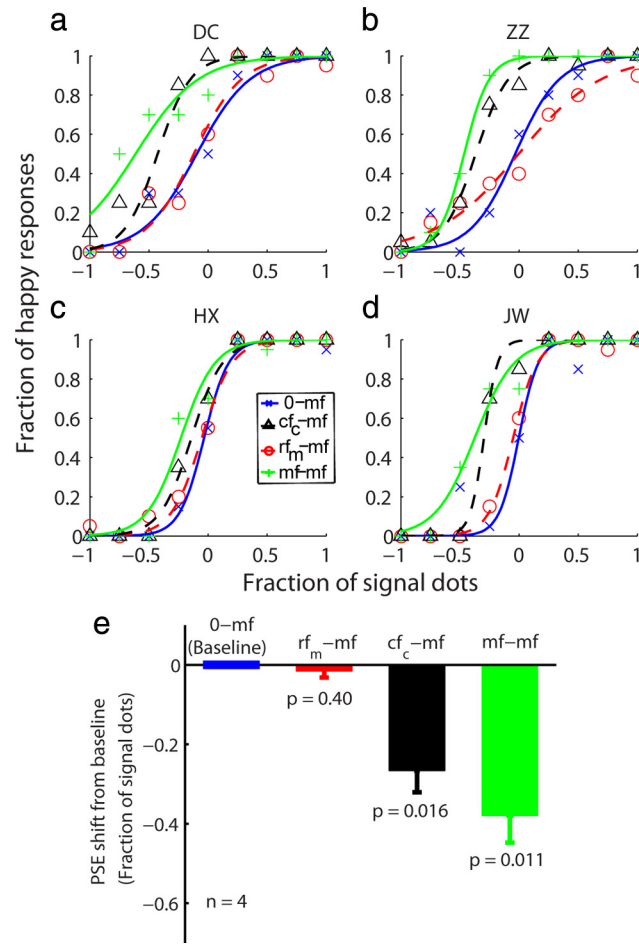 a
DC
b
ZZ
1
0.8
0.6
0.4
0.2
0
-1
-0.5
0
0.5
1
1
0.8
0.6
0.4
0.2
0
-1
-0.5
0
0.5
1
Fraction of happy responses
c
HX
d
JW
1
0.8
0.6
0.4
0.2
0
-1
-0.5
0
0.5
1
0-mf
cf_c-mf
rf_m-mf
mf-mf
1
0.8
0.6
0.4
0.2
0
-1
-0.5
0
0.5
1
Fraction of signal dots
e
0-mf
(Baseline)
rf_m-mf
cf_c-mf
mf-mf
0
-0.2
-0.4
-0.6
PSE shift from baseline
(Fraction of signal dots)
p = 0.40
p = 0.016
p = 0.011
n = 4